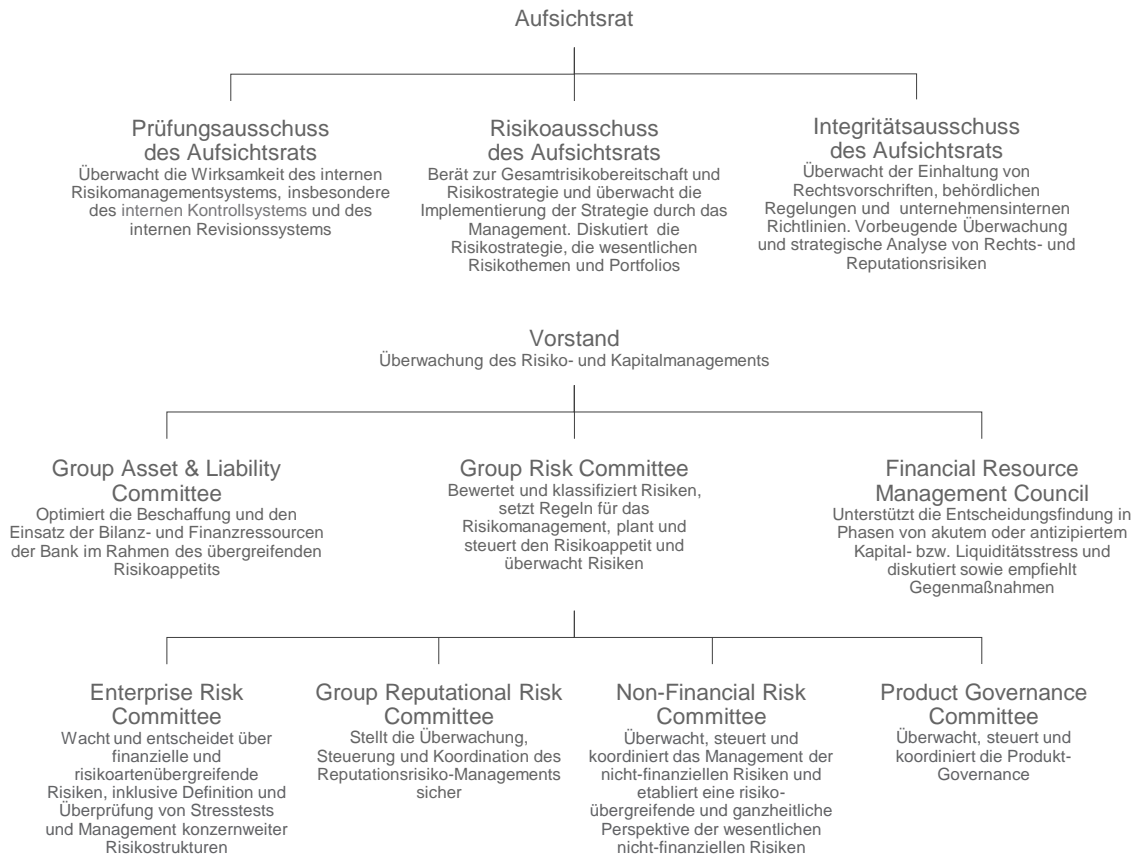 Aufsichtsrat
Prüfungsausschuss
des Aufsichtsrats
Überwacht die Wirksamkeit des internen
Risikomanagementsystems, insbesondere
des internen Kontrollsystems und des
internen Revisionssystems
Risikoausschuss
des Aufsichtsrats
Berät zur Gesamtrisikobereitschaft und
Risikostrategie und überwacht die
Implementierung der Strategie durch das
Management. Diskutiert die
Risikostrategie, die wesentlichen
Risikothemen und Portfolios
Integritätsausschuss
des Aufsichtsrats
Überwacht der Einhaltung von
Rechtsvorschriften, behördlichen
Regelungen und unternehmensinternen
Richtlinien. Vorbeugende Überwachung
und strategische Analyse von Rechts- und
Reputationsrisiken
Vorstand
Überwachung des Risiko- und Kapitalmanagements
Group Asset & Liability
Committee
Optimiert die Beschaffung und den
Einsatz der Bilanz- und Finanzressourcen
der Bank im Rahmen des übergreifenden
Risikoappetits
Group Risk Committee
Bewertet und klassifiziert Risiken,
setzt Regeln für das
Risikomanagement, plant und
steuert den Risikoappetit und
überwacht Risiken
Financial Resource
Management Council
Unterstützt die Entscheidungsfindung in
Phasen von akutem oder antizipiertem
Kapital- bzw. Liquiditätsstress und
diskutiert sowie empfiehlt
Gegenmaßnahmen
Enterprise Risk
Committee
Wacht und entscheidet über
finanzielle und
risikoartenübergreifende
Risiken, inklusive Definition und
Überprüfung von Stresstests
und Management konzernweiter
Risikostrukturen
Group Reputational Risk
Committee
Stellt die Überwachung,
Steuerung und Koordination des
Reputationsrisiko-Managements
sicher
Non-Financial Risk
Committee
Überwacht, steuert und
koordiniert das Management der
nicht-finanziellen Risiken und
etabliert eine risiko-
übergreifende und ganzheitliche
Perspektive der wesentlichen
nicht-finanziellen Risiken
Product Governance
Committee
Überwacht, steuert und
koordiniert die Produkt-
Governance